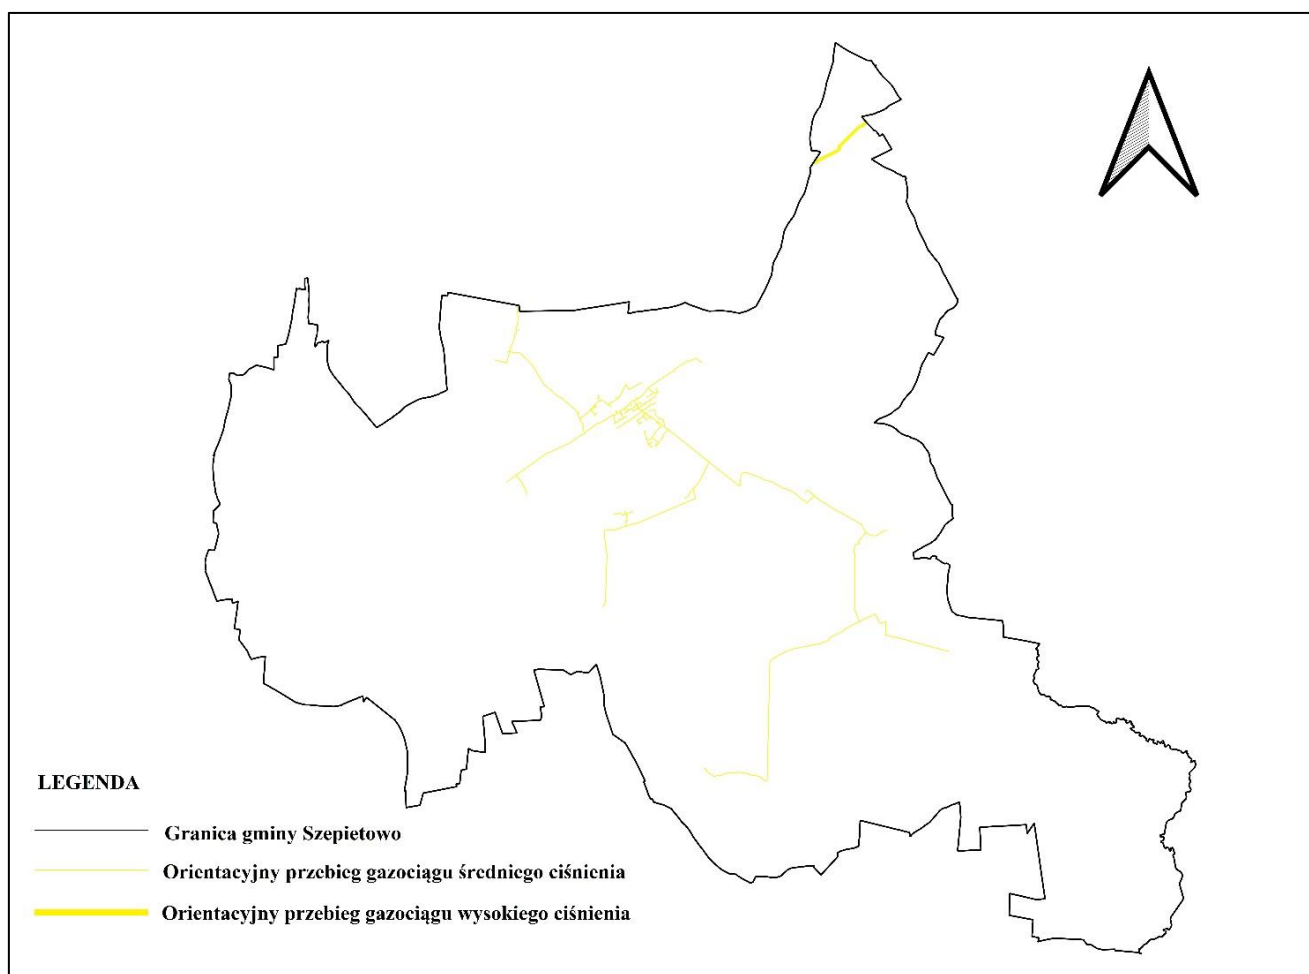 LEGENDA
Granica gminy Szepietowo
Orientacyjny przebieg gazociągu średniego ciśnienia
Orientacyjny przebieg gazociągu wysokiego ciśnienia